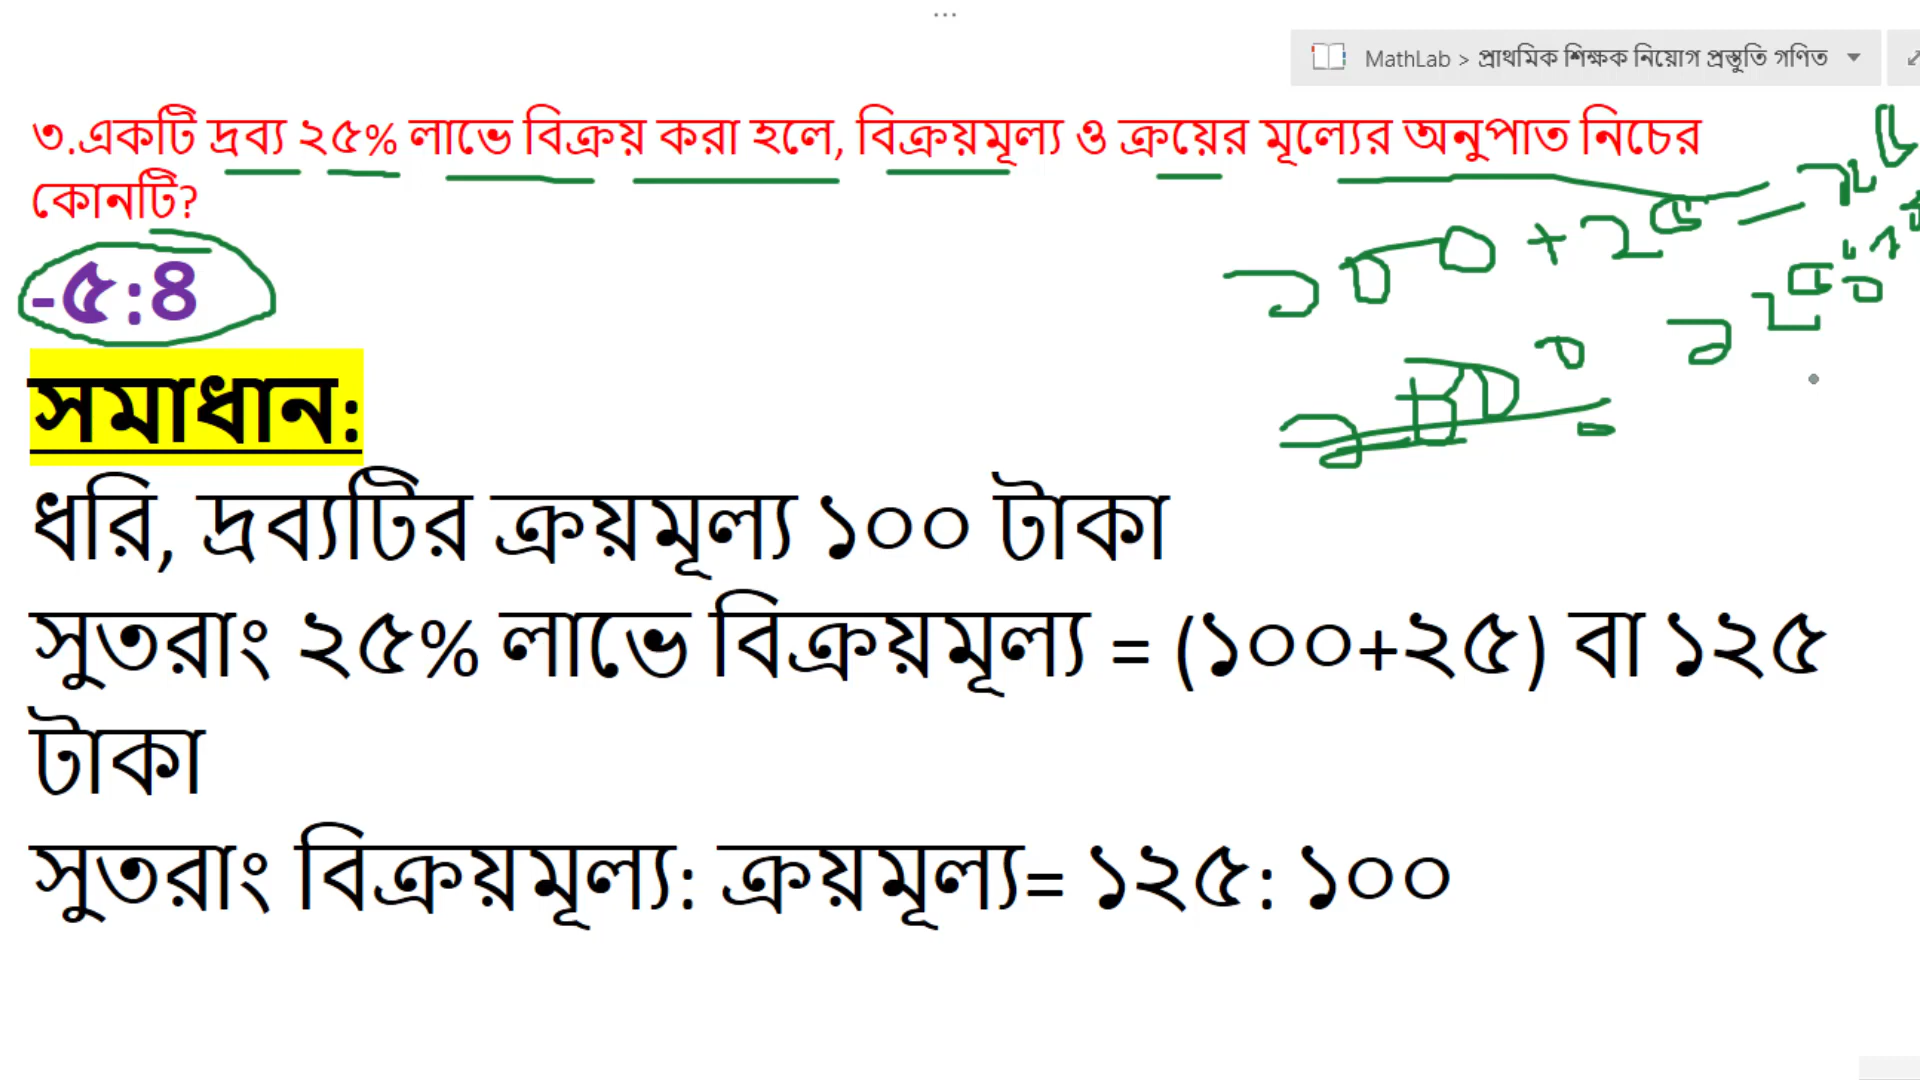 ...
MathLab > প্রাথমিক শিক্ষক নিয়োগ প্রস্তুতি গণিত
৩.একটি দ্রব্য ২৫% লাভে বিক্রয় করা হলে, বিক্রয়মূল্য ও ক্রয়ের মূল্যের অনুপাত নিচের
কোনটি?
-৫:৪
সমাধান:
ধরি, দ্রব্যটির ক্রয়মূল্য ১০০ টাকা
সুতরাং ২৫% লাভে বিক্রয়মূল্য = (১০০+২৫) বা ১২৫
টাকা
সুতরাং বিক্রয়মূল্য: ক্রয়মূল্য= ১২৫: ১০০